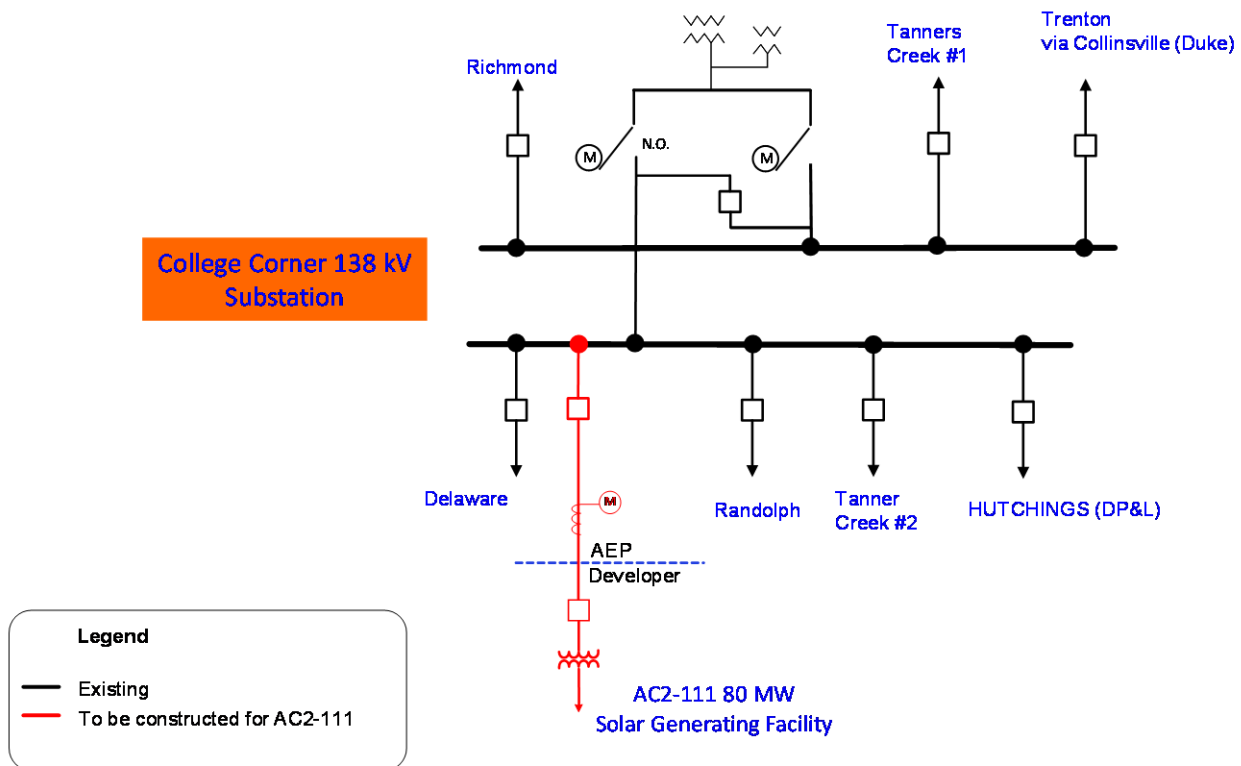 Richmond
Tanners
Creek #1
Trenton
via Collinsville (Duke)
M
N.O.
M
College Corner 138 kV
Substation
Delaware
Randolph
Tanner
Creek #2
HUTCHINGS (DP&L)
M
AEP
Developer
AC2-111 80 MW
Solar Generating Facility
Legend
Existing
To be constructed for AC2-111